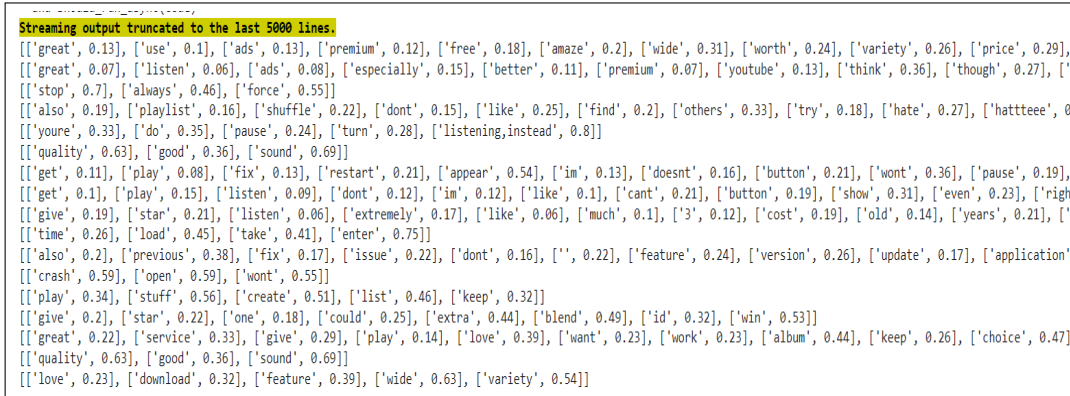 Streaming output truncated to the last 5000 lines.
[['great', 0.13], ['use', 0.1], ['ads', 0.13], ['premium', 0.12], ['free', 0.18], ['amaze', 0.2], ['wide', 0.31], ['worth', 0.24], ['variety', 0.26], ['price', 0.29],
[['great', 0.07], ['listen', 0.06], ['ads', 0.08], ['especially', 0.15], ['better', 0.11], ['premium', 0.07], ['youtube', 0.13], ['think', 0.36], ['though', 0.27], ['
[['stop', 0.7], ['always', 0.46], ['force', 0.55]]
[['also', 0.19], ['playlist', 0.16], ['shuffle', 0.22], ['dont', 0.15], ['like', 0.25], ['find', 0.2], ['others', 0.33], ['try', 0.18], ['hate', 0.27], ['hattteee', 0
[['youre', 0.33], ['do', 0.35], ['pause', 0.24], ['turn', 0.28], ['listening,instead', 0.8]]
[['quality', 0.63], ['good', 0.36], ['sound', 0.69]]
[['get', 0.11], ['play', 0.08], ['fix', 0.13], ['restart', 0.21], ['appear', 0.54], ['im', 0.13], ['doesnt', 0.16], ['button', 0.21], ['wont', 0.36], ['pause', 0.19],
[['get', 0.1], ['play', 0.15], ['listen', 0.09], ['dont', 0.12], ['im', 0.12], ['like', 0.1], ['cant', 0.21], ['button', 0.19], ['show', 0.31], ['even', 0.23], ['righ
[['give', 0.19], ['star', 0.21], ['listen', 0.06], ['extremely', 0.17], ['like', 0.06], ['much', 0.1], ['3', 0.12], ['cost', 0.19], ['old', 0.14], ['years', 0.21], ['
[['time', 0.26], ['load', 0.45], ['take', 0.41], ['enter', 0.75]]
[['also', 0.2], ['previous', 0.38], ['fix', 0.17], ['issue', 0.22], ['dont', 0.16], ['', 0.22], ['feature', 0.24], ['version', 0.26], ['update', 0.17], ['application'
[['crash', 0.59], ['open', 0.59], ['wont', 0.55]]
[['play', 0.34], ['stuff', 0.56], ['create', 0.51], ['list', 0.46], ['keep', 0.32]]
[['give', 0.2], ['star', 0.22], ['one', 0.18], ['could', 0.25], ['extra', 0.44], ['blend', 0.49], ['id', 0.32], ['win', 0.53]]
[['great', 0.22], ['service', 0.33], ['give', 0.29], ['play', 0.14], ['love', 0.39], ['want', 0.23], ['work', 0.23], ['album', 0.44], ['keep', 0.26], ['choice', 0.47]
[['quality', 0.63], ['good', 0.36], ['sound', 0.69]]
[['love', 0.23], ['download', 0.32], ['feature', 0.39], ['wide', 0.63], ['variety', 0.54]]